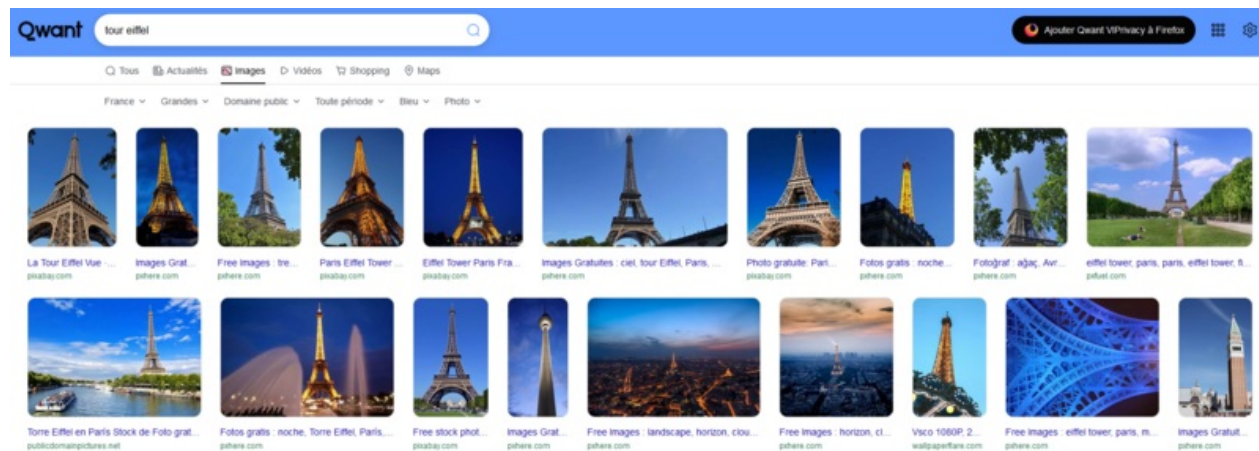 Qwant
tour eiffel
Ajouter Qwant VIPrivacy à Firefox
Tous Actualités Images Vidéos Shopping Maps
France Grandes Domaine public Toute période Bleu Photo
La Tour Eiffel Vue -... Images Grat... Free Images : tre... Paris Eiffel Tower ... Eiffel Tower Paris Fra... Images Gratuites : ciel, tour Eiffel, Paris, ... Photo gratuite: Pari... Fotos gratis : noche... Fotoğraf : ağaç, Avr... eiffel tower, paris, paris, eiffel tower, fi...
pixabay.com pxhere.com pxhere.com pixabay.com pixabay.com pxhere.com pixabay.com pxhere.com pxhere.com pxfuel.com
Torre Eiffel en París Stock de Foto grat... Fotos gratis : noche, Torre Eiffel, París,... Free stock phot... Images Grat... Free Images : landscape, horizon, clou... Free Images : horizon, cl... Vsco 1080P, 2... Free Images : eiffel tower, paris, m... Images Gratuit...
publicdomainpictures.net pxhere.com pixabay.com pxhere.com pxhere.com pxhere.com wallpaperflare.com pxhere.com pxhere.com